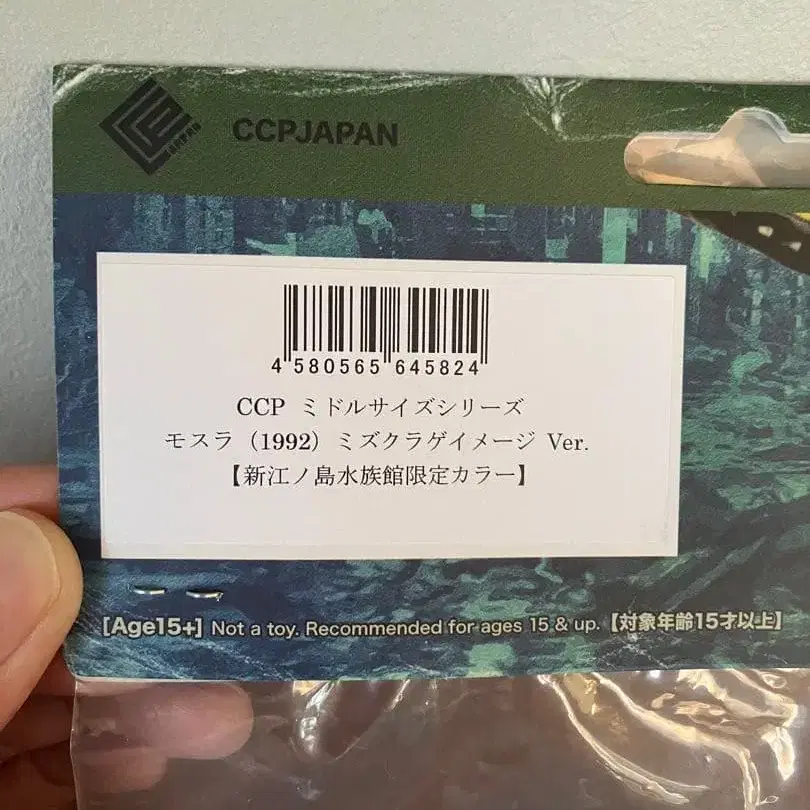 CCPJAPAN
4 580565 645824
CCP ミドルサイズシリーズ
モスラ（1992）ミズクラゲイメージ Ver.
【新江ノ島水族館限定カラー】
[Age15+] Not a toy. Recommended for ages 15 & up.【対象年齢15才以上】